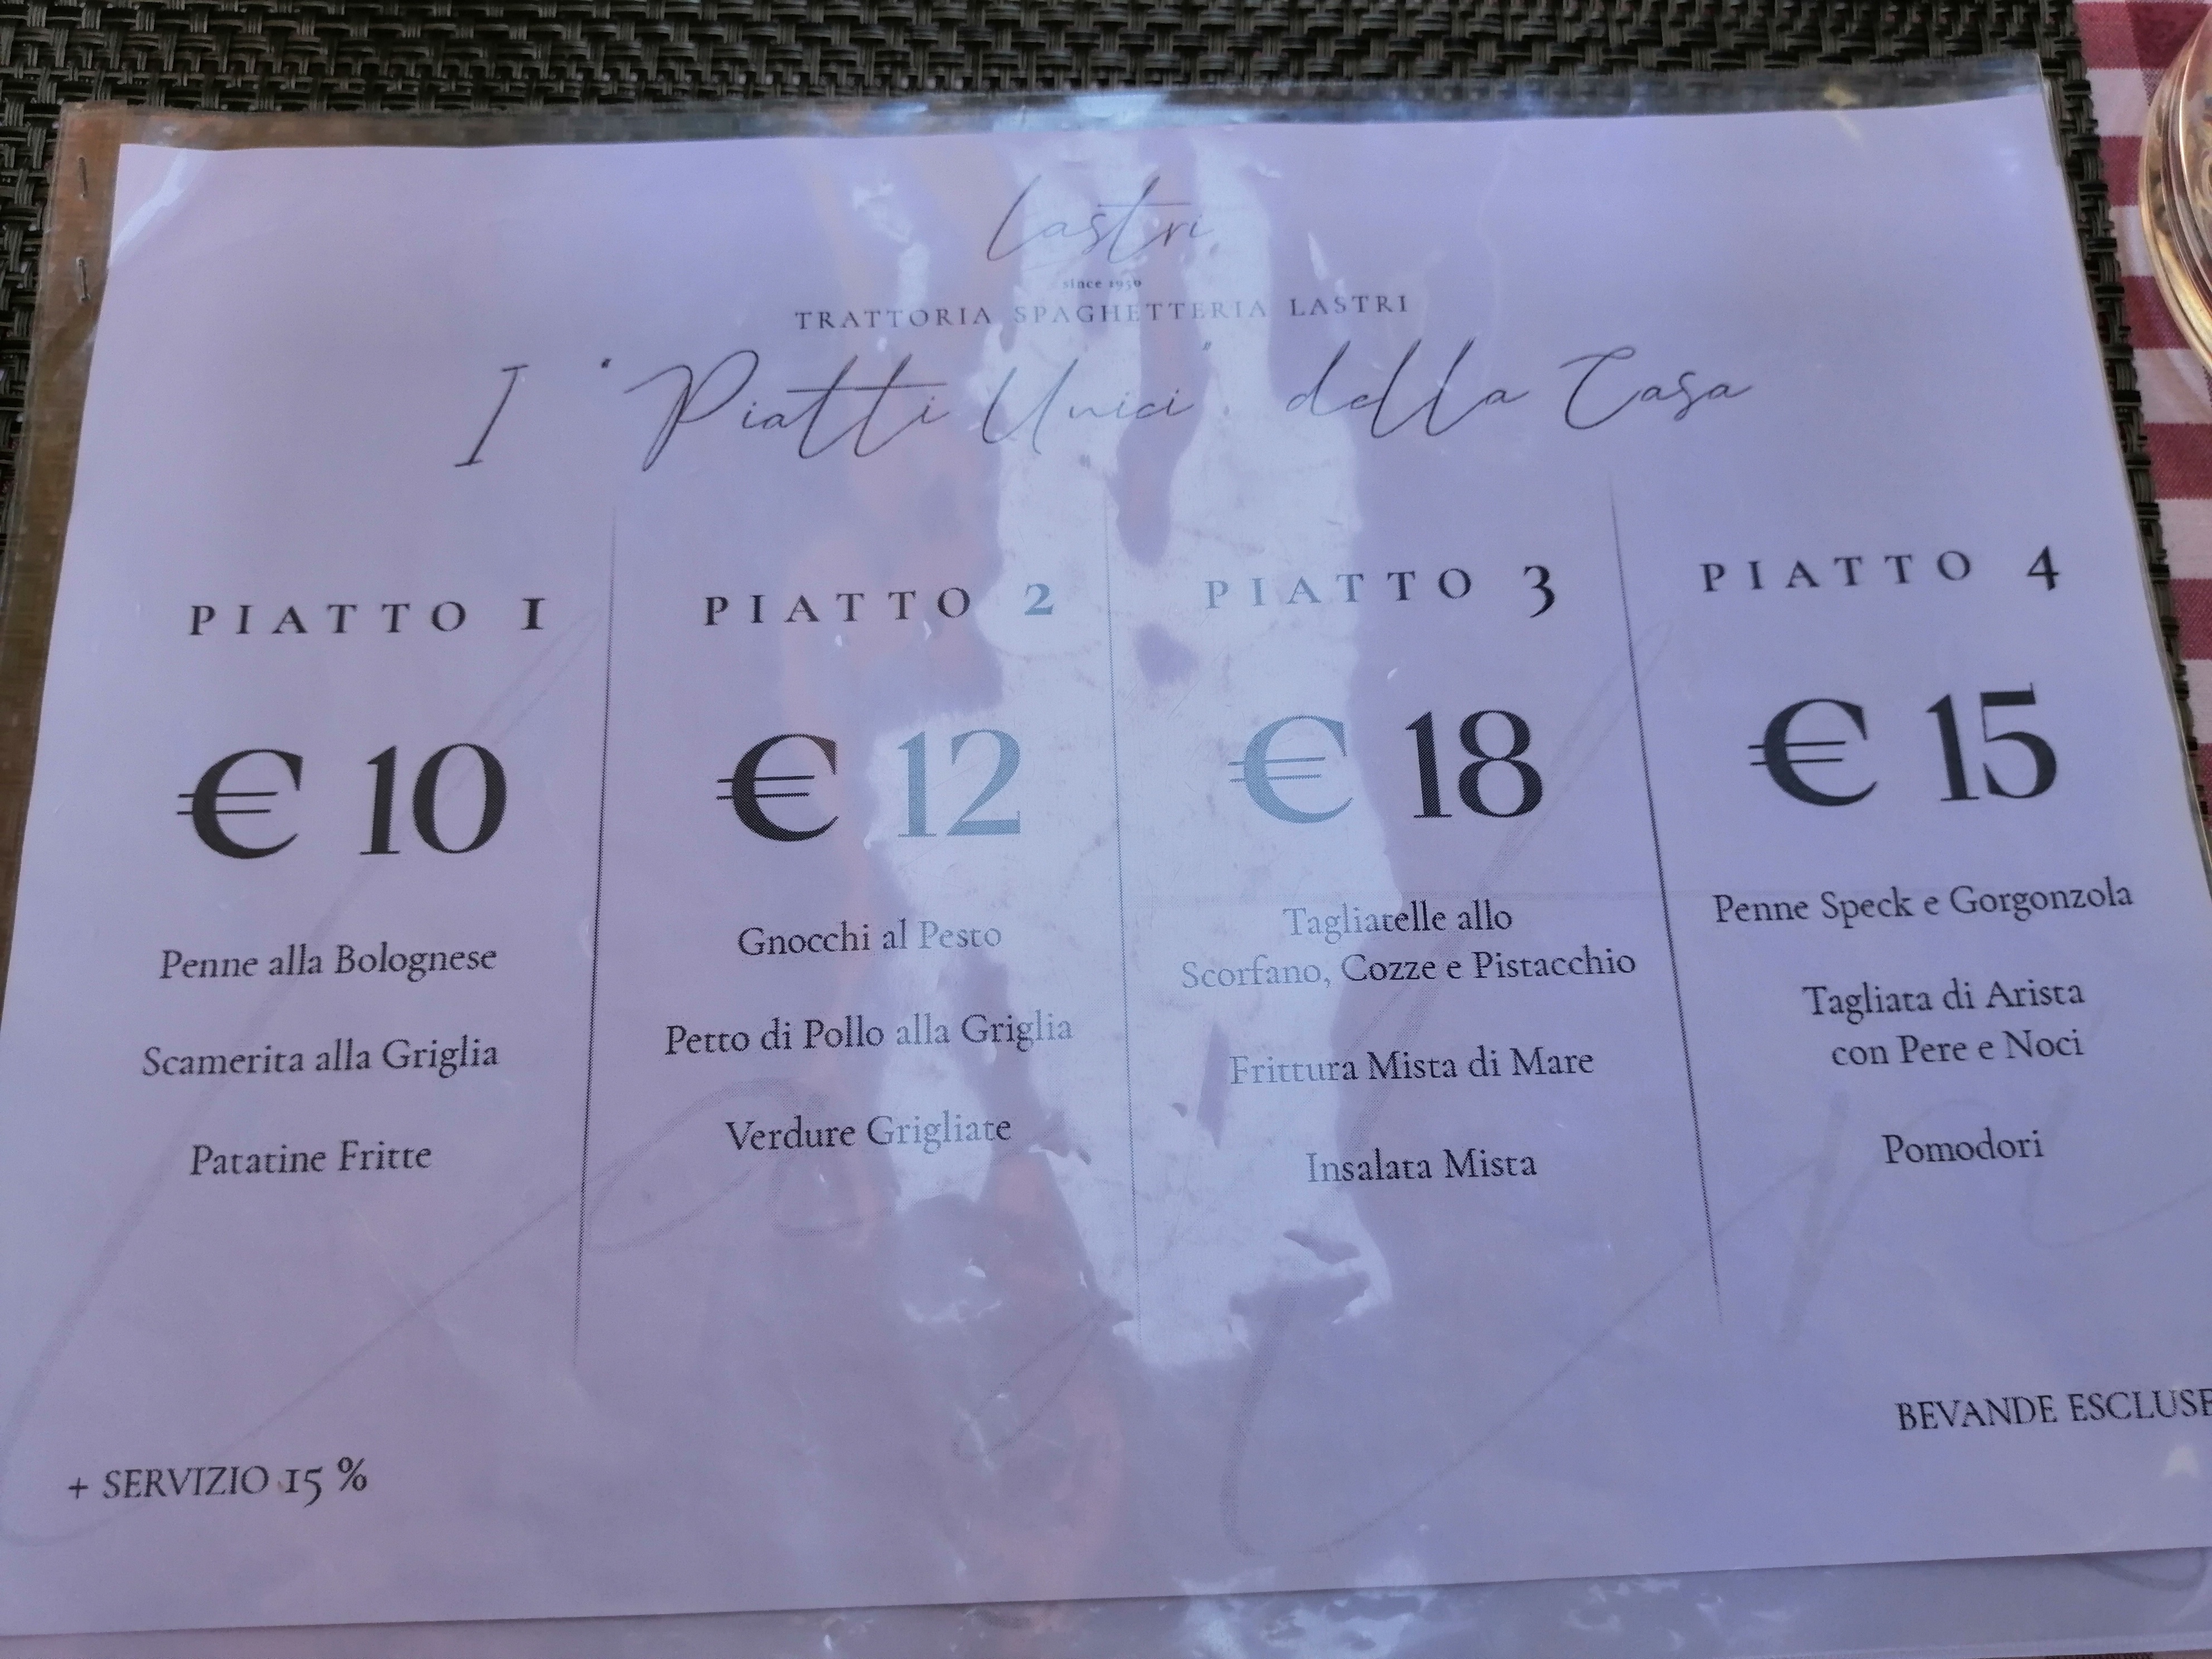 Lastri
since 1950
TRATTORIA SPAGHETTERIA LASTRI
I "Piatti Unici" della Casa
PIATTO 1
€ 10
Penne alla Bolognese
Scamerita alla Griglia
Patatine Fritte
PIATTO 2
€ 12
Gnocchi al Pesto
Petto di Pollo alla Griglia
Verdure Grigliate
PIATTO 3
€ 18
Tagliatelle allo
Scorfano, Cozze e Pistacchio
Frittura Mista di Mare
Insalata Mista
PIATTO 4
€ 15
Penne Speck e Gorgonzola
Tagliata di Arista
con Pere e Noci
Pomodori
+ SERVIZIO 15 %
BEVANDE ESCLUSE